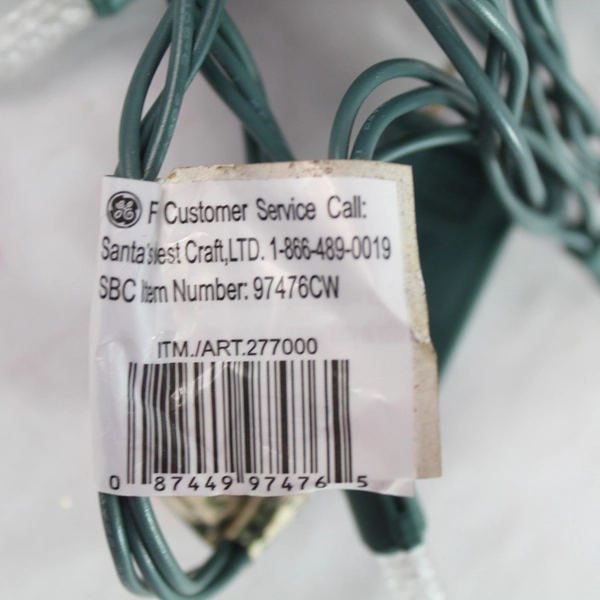 F Customer Service Call:
Santa's est Craft,LTD. 1-866-489-0019
SBC Item Number: 97476CW
ITM./ART.277000
0 87449 97476 5